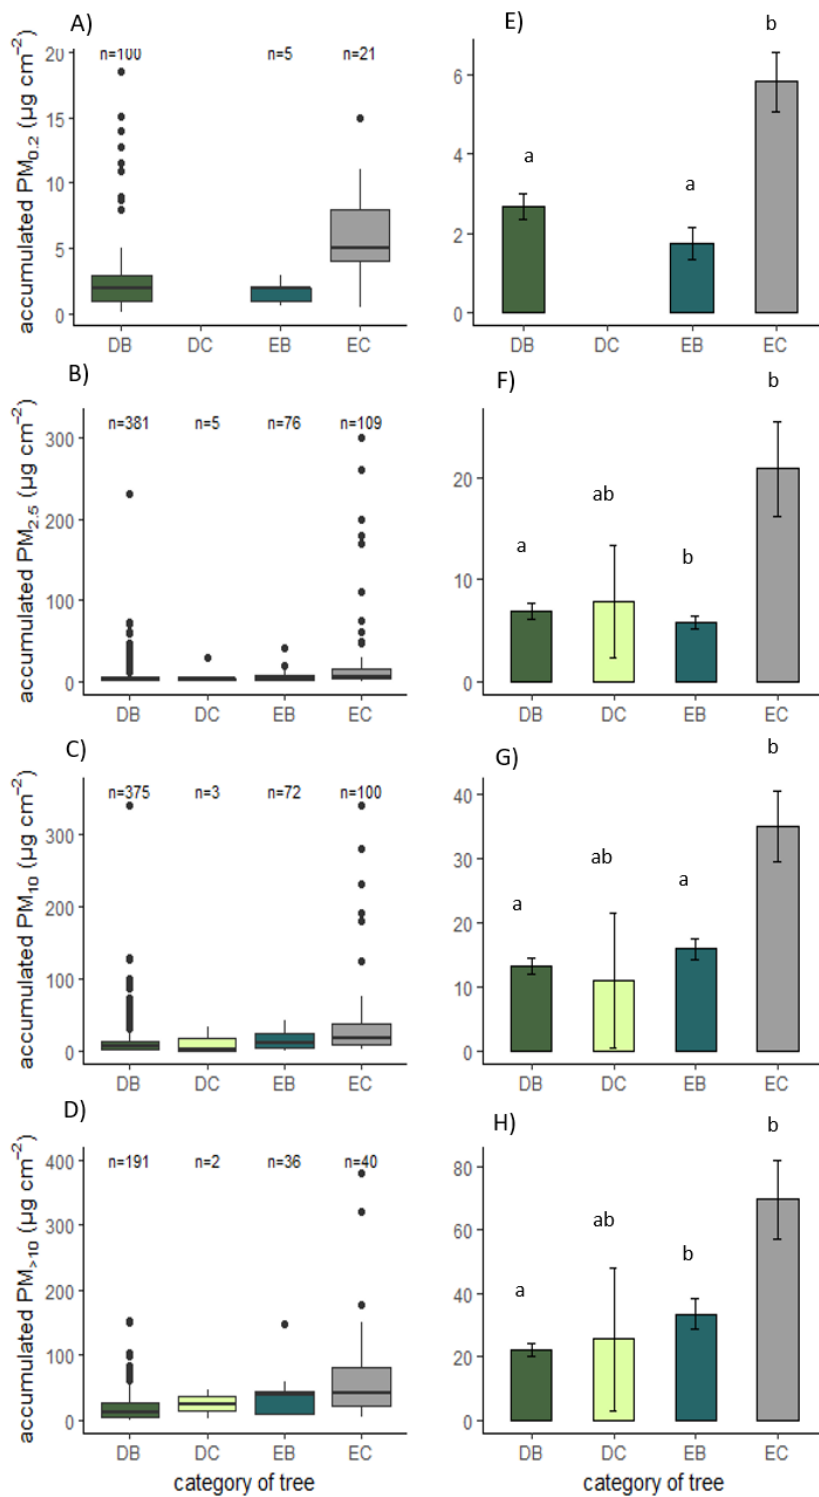 A)
n=100 n=5 n=21
accumulated PM0.2 (µg cm−2)
20
15
10
5
0
DB DC EB EC
E)
b
a
a
6
4
2
0
DB DC EB EC
B)
n=381 n=5 n=76 n=109
accumulated PM2.5 (µg cm−2)
300
200
100
0
DB DC EB EC
F)
b
ab
a
b
20
10
0
DB DC EB EC
C)
n=375 n=3 n=72 n=100
accumulated PM10 (µg cm−2)
300
200
100
0
DB DC EB EC
G)
b
ab
a
a
40
30
20
10
0
DB DC EB EC
D)
n=191 n=2 n=36 n=40
accumulated PM>10 (µg cm−2)
400
300
200
100
0
DB DC EB EC
category of tree
H)
b
ab
b
a
80
60
40
20
0
DB DC EB EC
category of tree